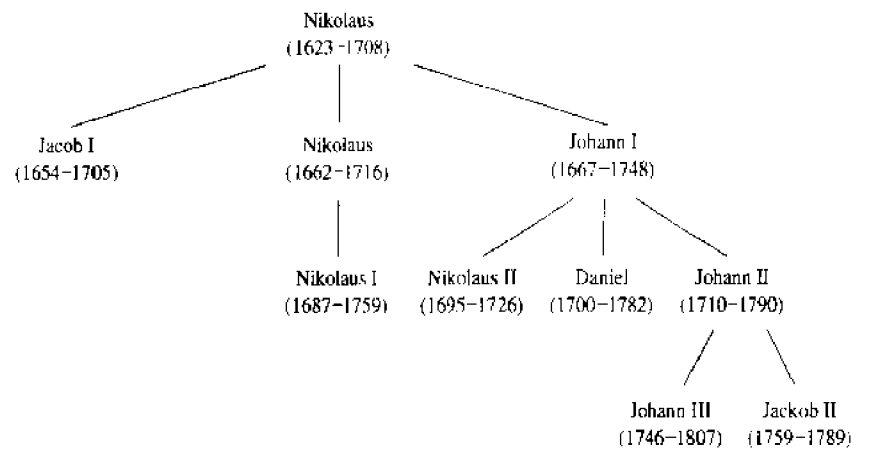 Nikolaus
(1623-1708)
Jacob I
(1654-1705)
Nikolaus
(1662-1716)
Johann I
(1667-1748)
Nikolaus I
(1687-1759)
Nikolaus II
(1695-1726)
Daniel
(1700-1782)
Johann II
(1710-1790)
Johann III
(1746-1807)
Jackob II
(1759-1789)